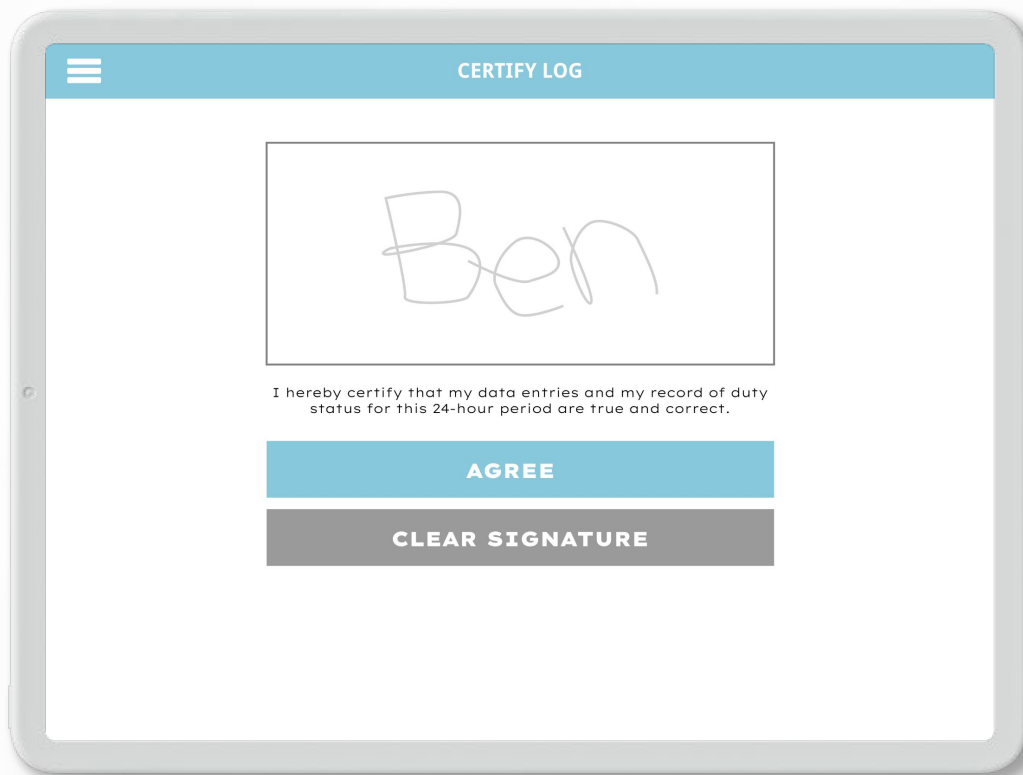 CERTIFY LOG
Ben
I hereby certify that my data entries and my record of duty
status for this 24-hour period are true and correct.
AGREE
CLEAR SIGNATURE